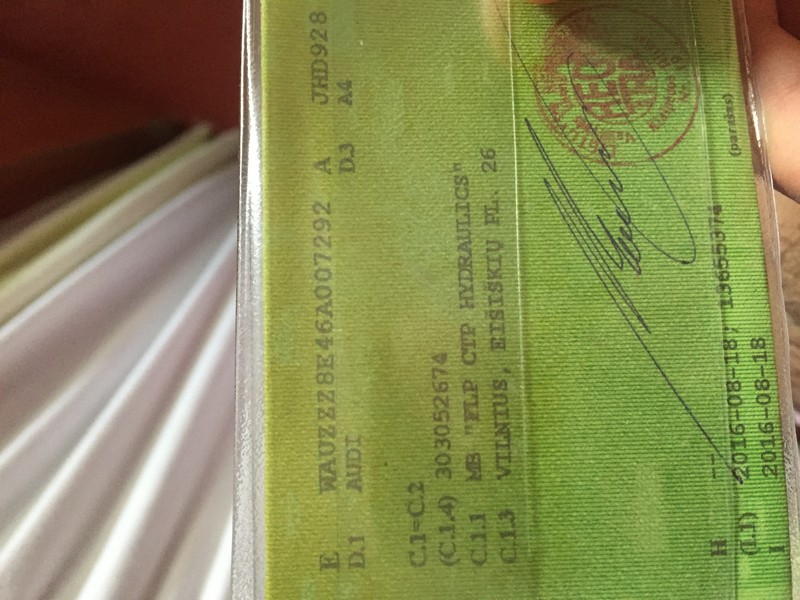 E WAUZZZ8E46A007292 A JHD928
D.1 AUDI D.3 A4
C.1=C.2
(C.1.4) 303052674
C.1.1 MB "FLP CTP HYDRAULICS"
C.1.3 VILNIUS, EIŠIŠKIŲ PL. 26
(parašas)
H --
(I.1) 2016-08-18, 13655374
I 2016-08-18